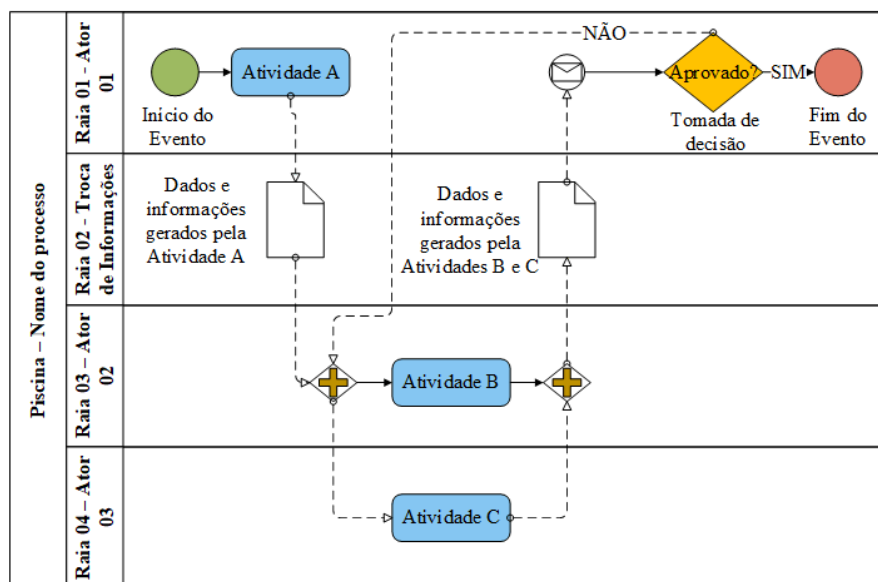 Piscina – Nome do processo
Raia 01 - Ator
01
Inicio do
Evento
Atividade A
NÃO
Aprovado?
SIM
Tomada de
decisão
Fim do
Evento
Raia 02 - Troca
de Informações
Dados e
informações
gerados pela
Atividade A
Dados e
informações
gerados pela
Atividades B e C
Raia 03 – Ator
02
Atividade B
Raia 04 – Ator
03
Atividade C